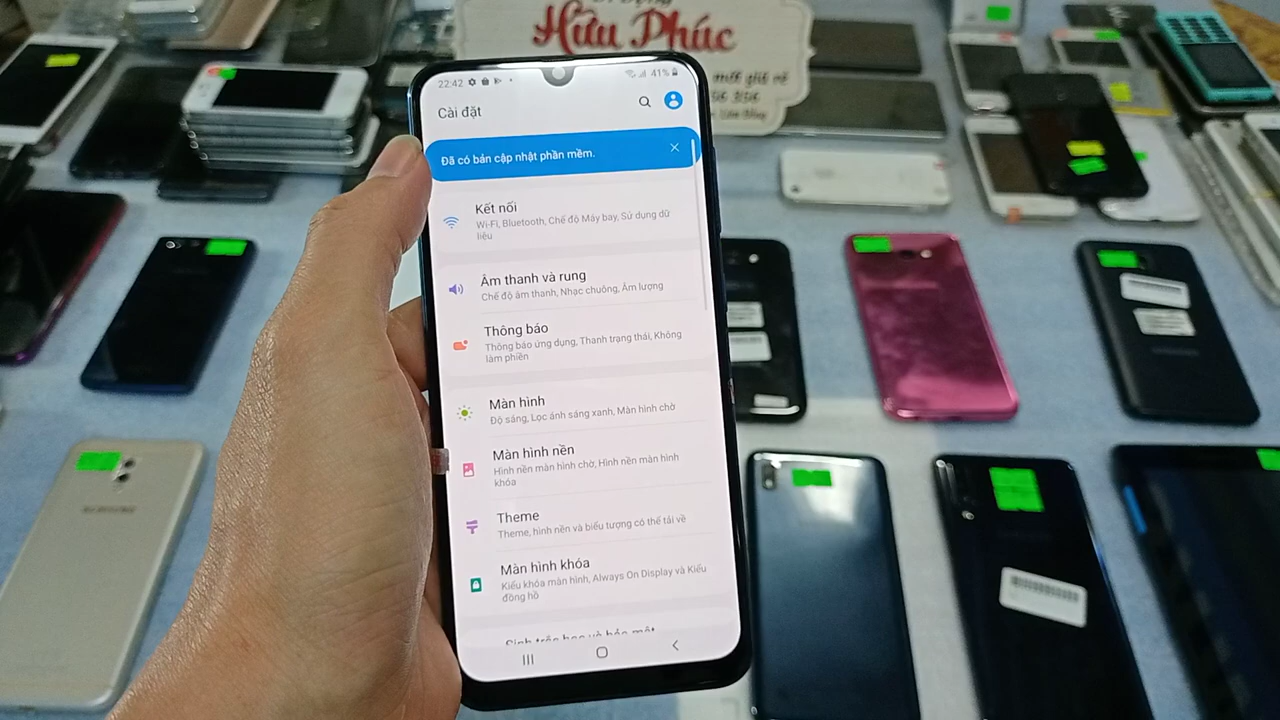 Hữu Phúc
22:42
41%
Cài đặt
Đã có bản cập nhật phần mềm.
Kết nối
Wi-Fi, Bluetooth, Chế độ Máy bay, Sử dụng dữ
liệu
Âm thanh và rung
Chế độ âm thanh, Nhạc chuông, Âm lượng
Thông báo
Thông báo ứng dụng, Thanh trạng thái, Không
làm phiền
Màn hình
Độ sáng, Lọc ánh sáng xanh, Màn hình chờ
Màn hình nền
Hình nền màn hình chờ, Hình nền màn hình
khóa
Theme
Theme, hình nền và biểu tượng có thể tải về
Màn hình khóa
Kiểu khóa màn hình, Always On Display và Kiểu
đồng hồ
SAMSUNG